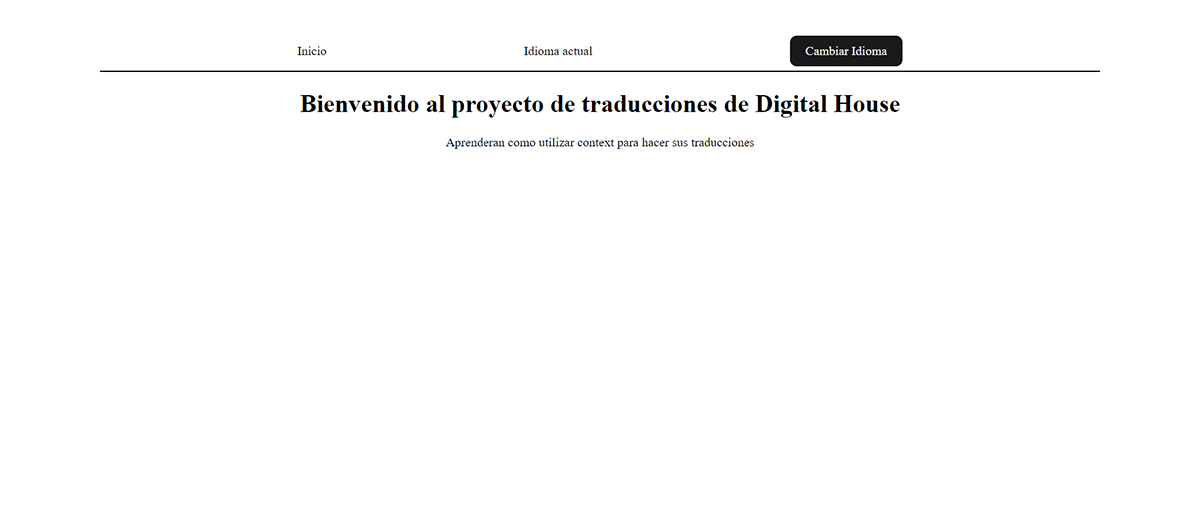 Inicio
Idioma actual
Cambiar Idioma
Bienvenido al proyecto de traducciones de Digital House
Aprenderan como utilizar context para hacer sus traducciones